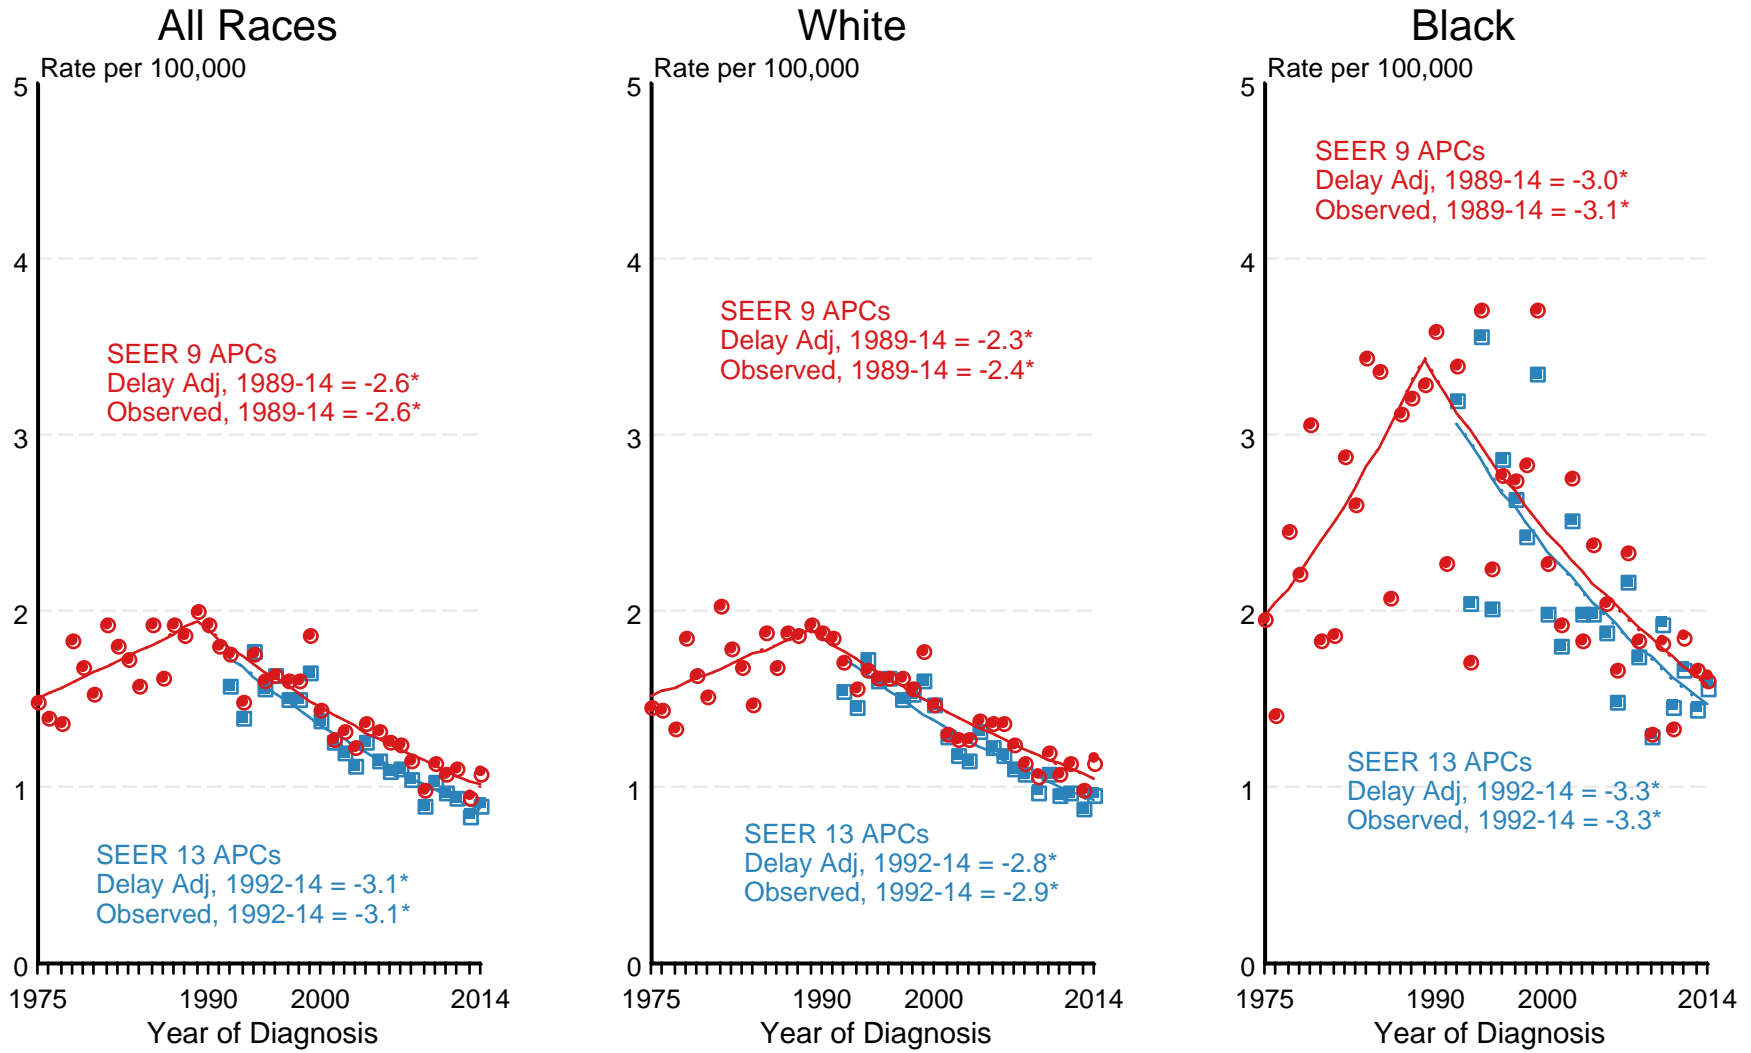 All Races
Rate per 100,000
5
4
3
2
1
0
SEER 9 APCs
Delay Adj, 1989-14 = -2.6*
Observed, 1989-14 = -2.6*
SEER 13 APCs
Delay Adj, 1992-14 = -3.1*
Observed, 1992-14 = -3.1*
1975 1990 2000 2014
Year of Diagnosis
White
Rate per 100,000
5
4
3
2
1
0
SEER 9 APCs
Delay Adj, 1989-14 = -2.3*
Observed, 1989-14 = -2.4*
SEER 13 APCs
Delay Adj, 1992-14 = -2.8*
Observed, 1992-14 = -2.9*
1975 1990 2000 2014
Year of Diagnosis
Black
Rate per 100,000
5
4
3
2
1
0
SEER 9 APCs
Delay Adj, 1989-14 = -3.0*
Observed, 1989-14 = -3.1*
SEER 13 APCs
Delay Adj, 1992-14 = -3.3*
Observed, 1992-14 = -3.3*
1975 1990 2000 2014
Year of Diagnosis